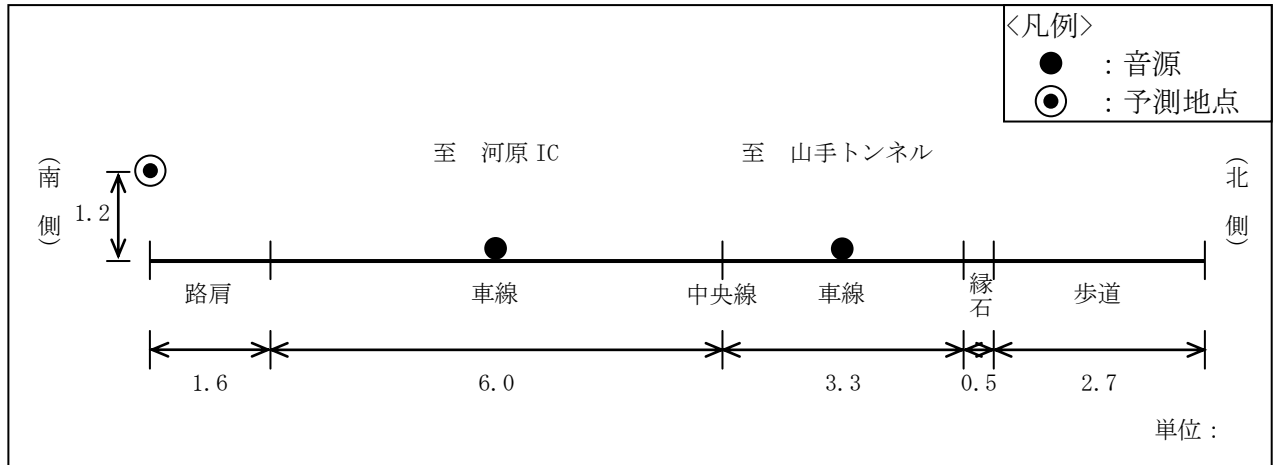 <凡例>
● ：音源
◉ ：予測地点
至 河原 IC
至 山手トンネル
(南側)
(北側)
1.2
路肩
車線
中央線
車線
縁石
歩道
1.6
6.0
3.3
0.5
2.7
単位：